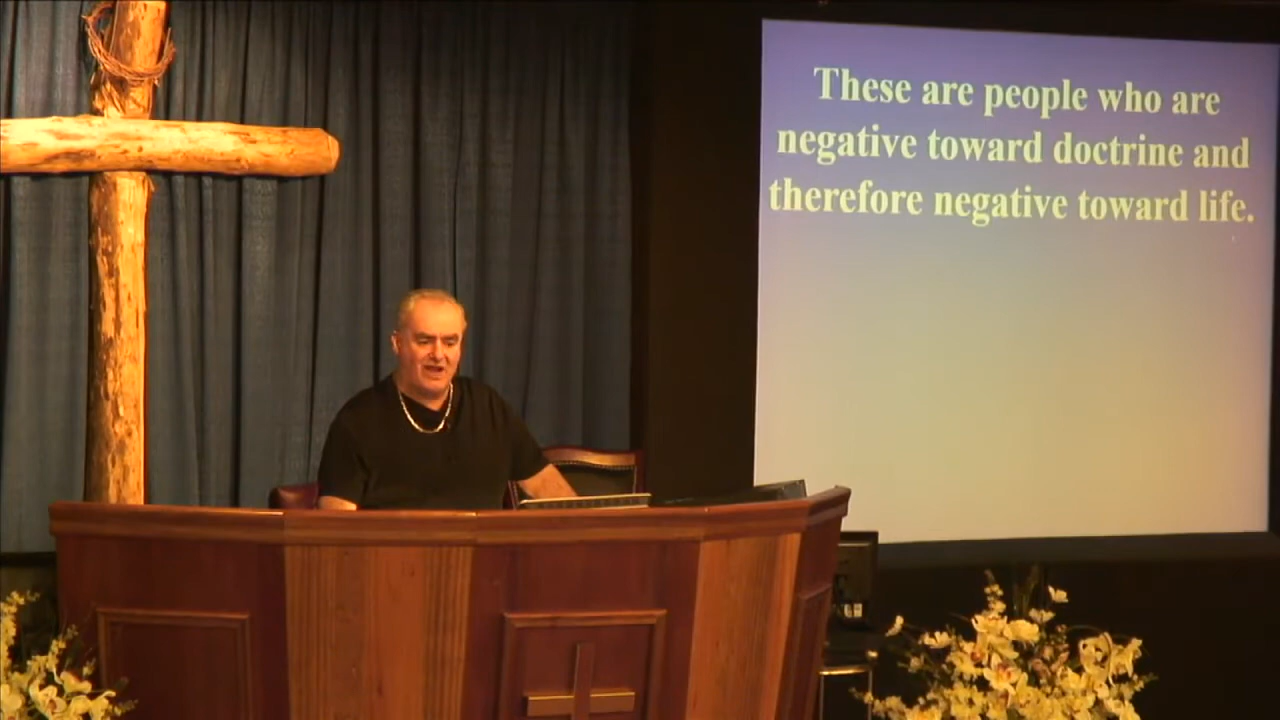 These are people who are
negative toward doctrine and
therefore negative toward life.